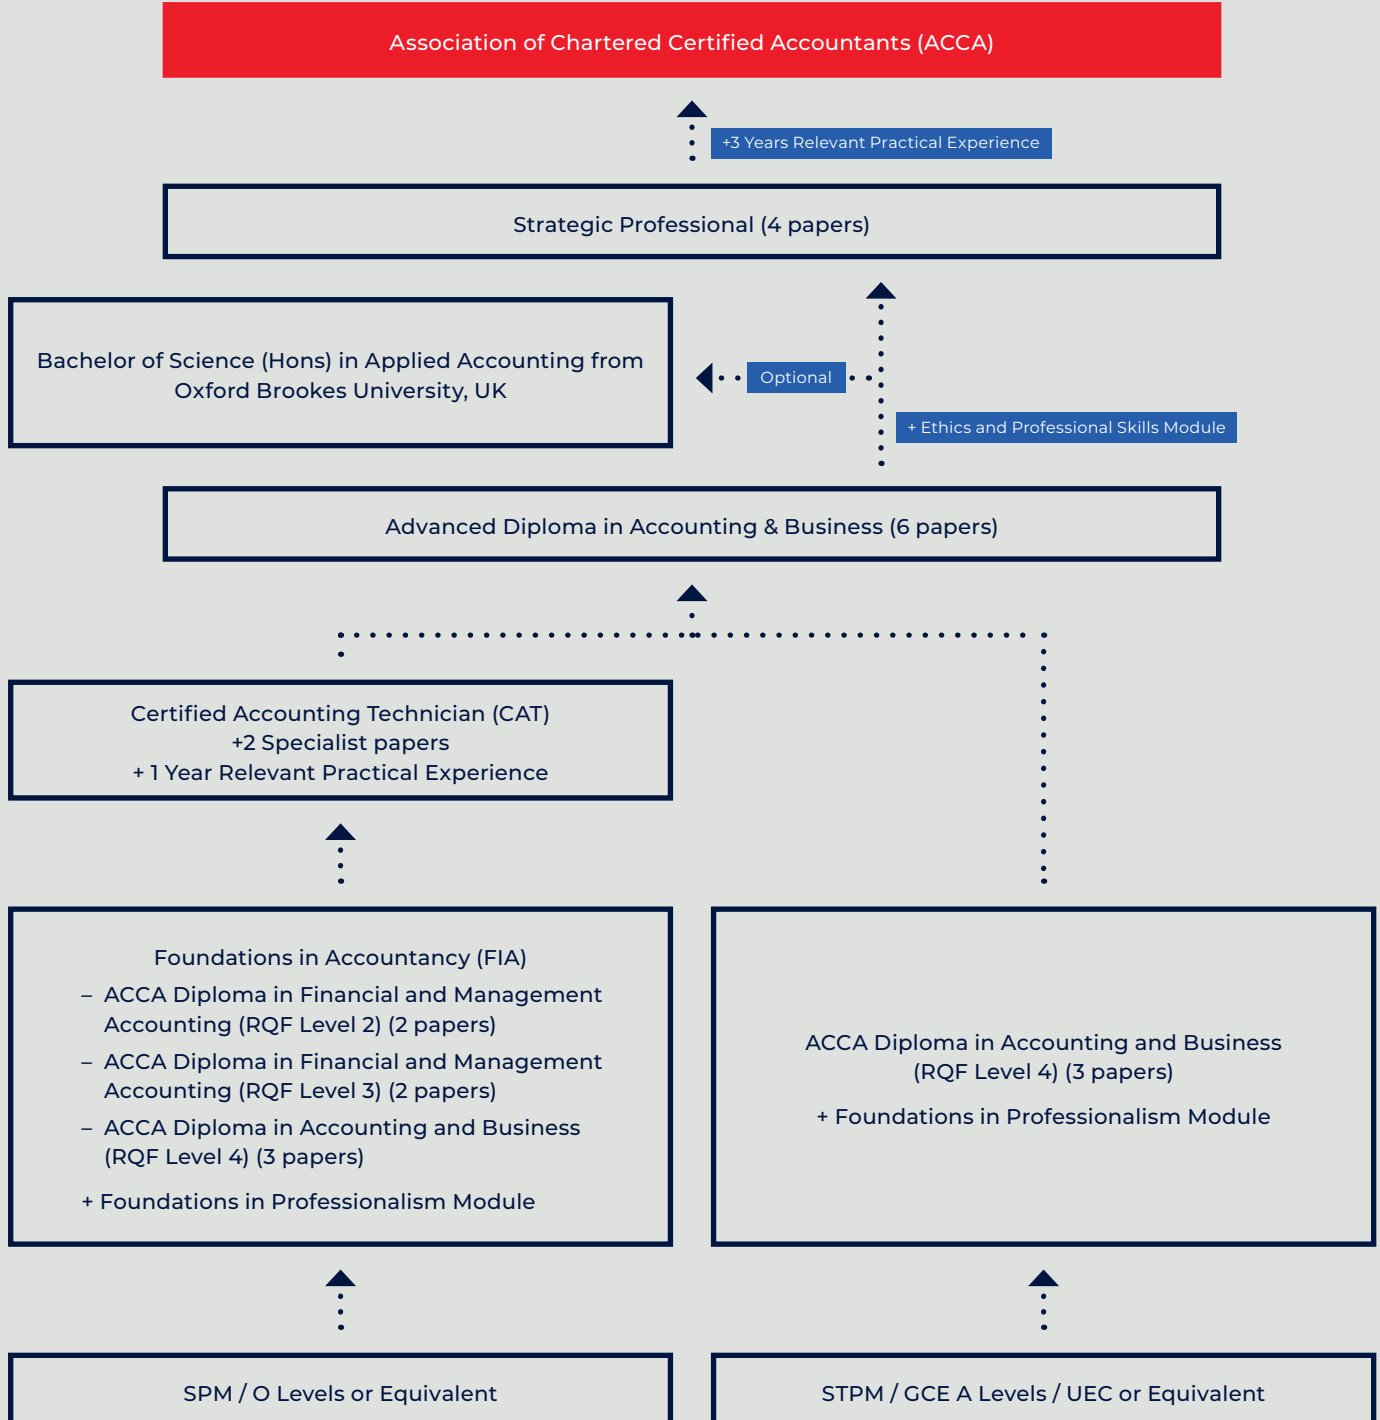 Association of Chartered Certified Accountants (ACCA)
+3 Years Relevant Practical Experience
Strategic Professional (4 papers)
Bachelor of Science (Hons) in Applied Accounting from
Oxford Brookes University, UK
Optional
+ Ethics and Professional Skills Module
Advanced Diploma in Accounting & Business (6 papers)
Certified Accounting Technician (CAT)
+2 Specialist papers
+ 1 Year Relevant Practical Experience
Foundations in Accountancy (FIA)
– ACCA Diploma in Financial and Management
Accounting (RQF Level 2) (2 papers)
– ACCA Diploma in Financial and Management
Accounting (RQF Level 3) (2 papers)
– ACCA Diploma in Accounting and Business
(RQF Level 4) (3 papers)
+ Foundations in Professionalism Module
ACCA Diploma in Accounting and Business
(RQF Level 4) (3 papers)
+ Foundations in Professionalism Module
SPM / O Levels or Equivalent
STPM / GCE A Levels / UEC or Equivalent